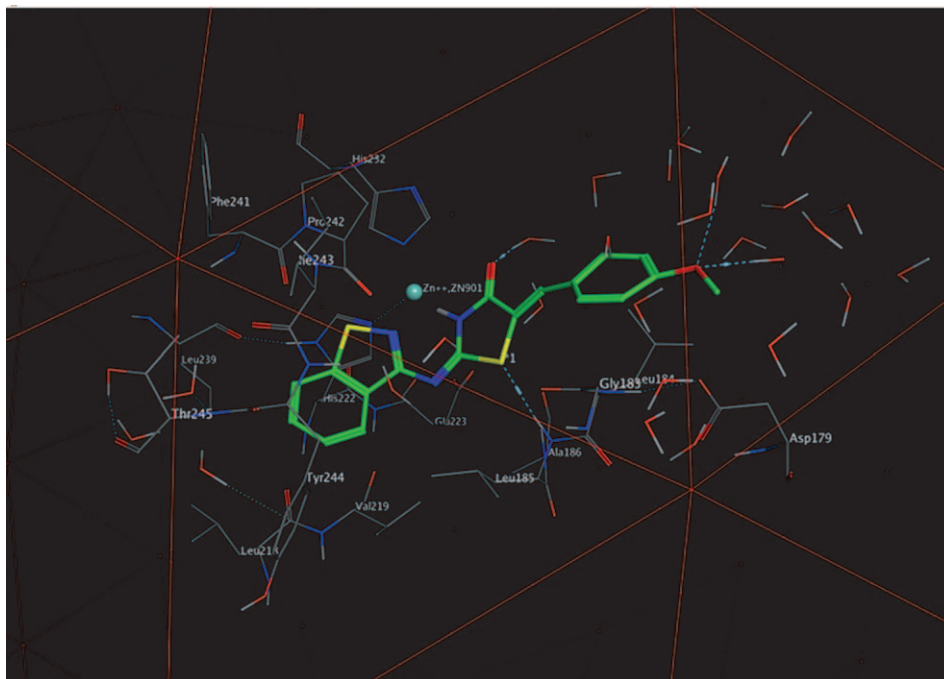 His232
Phe241
Pro242
Ile243
Zn++,ZN901
Leu239
His222
Gly183
Leu184
Thr245
Glu223
Asp179
Ala186
Leu185
Tyr244
Val219